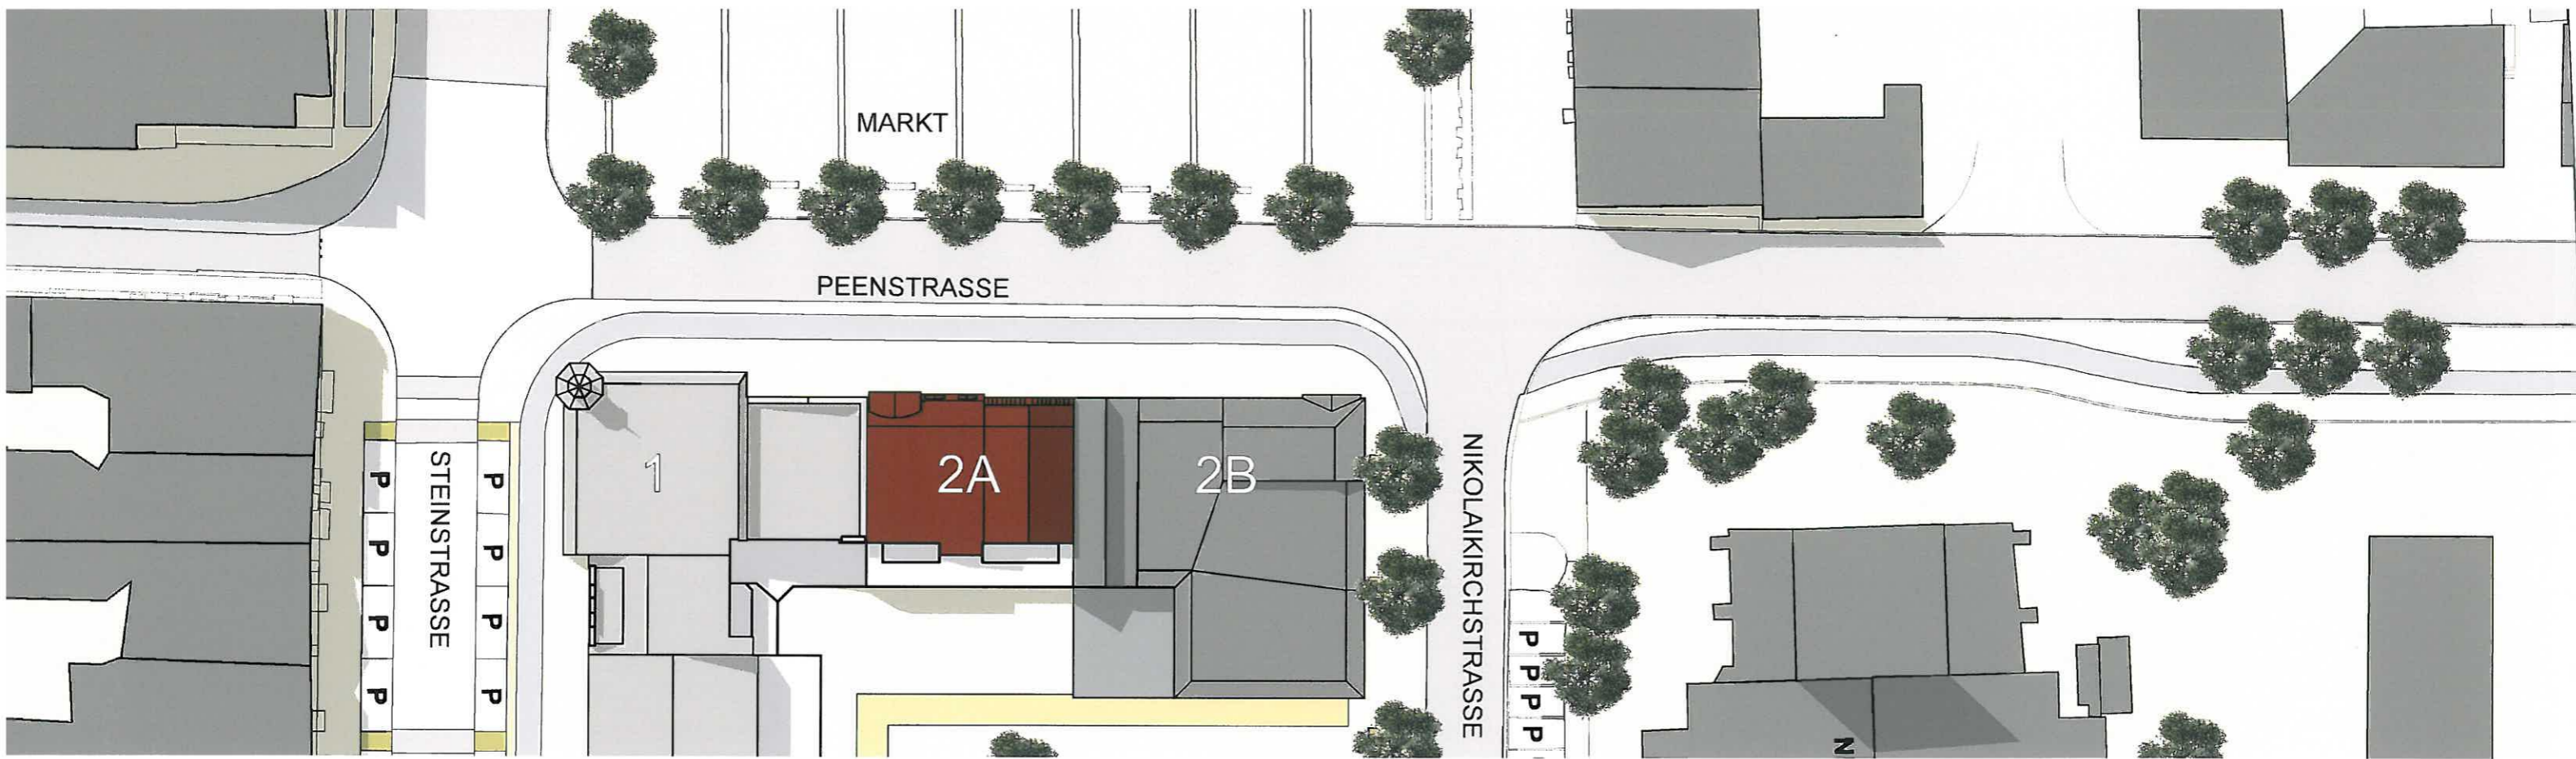 MARKT
PEENSTRASSE
1
2A
2B
STEINSTRASSE
P
P
P
P
P
P
P
P
NIKOLAIKIRCHSTRASSE
P
P
P
P
N